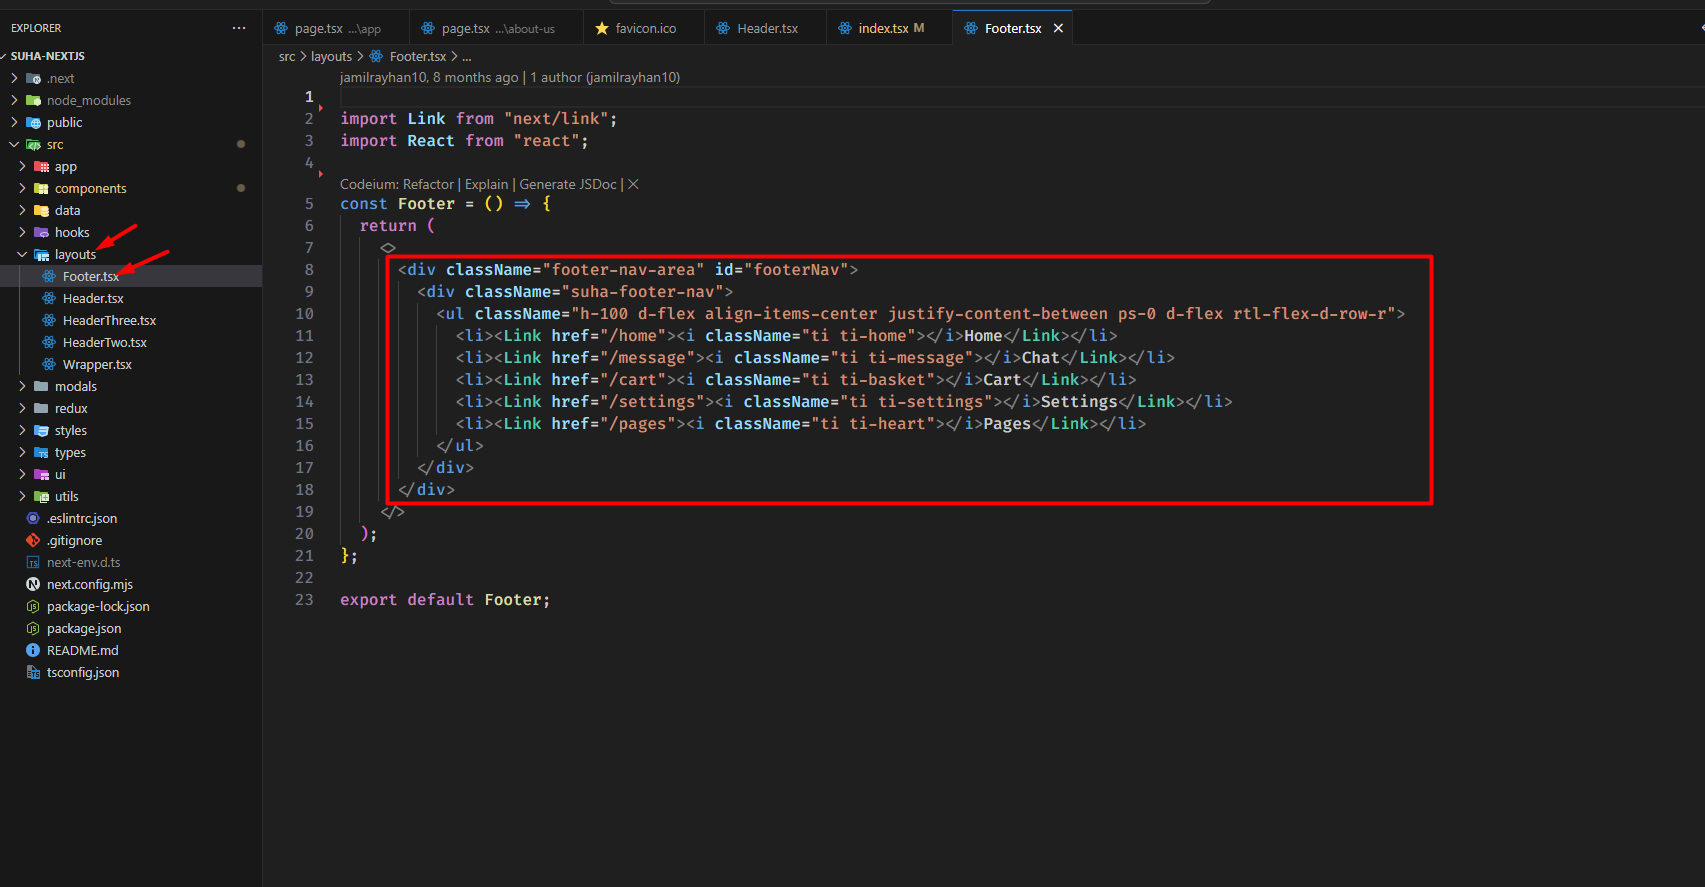 EXPLORER
SUHA-NEXTJS
.next
node_modules
public
src
app
components
data
hooks
layouts
Footer.tsx
Header.tsx
HeaderThree.tsx
HeaderTwo.tsx
Wrapper.tsx
modals
redux
styles
types
ui
utils
.eslintrc.json
.gitignore
next-env.d.ts
next.config.mjs
package-lock.json
package.json
README.md
tsconfig.json
page.tsx ...\app page.tsx ...\about-us favicon.ico Header.tsx index.tsx M Footer.tsx
src > layouts > Footer.tsx > ...
jamilrayhan10, 8 months ago | 1 author (jamilrayhan10)
1
2 import Link from "next/link";
3 import React from "react";
4
Codeium: Refactor | Explain | Generate JSDoc | ×
5 const Footer = () => {
6 return (
7 <>
8 <div className="footer-nav-area" id="footerNav">
9 <div className="suha-footer-nav">
10 <ul className="h-100 d-flex align-items-center justify-content-between ps-0 d-flex rtl-flex-d-row-r">
11 <li><Link href="/home"><i className="ti ti-home"></i>Home</Link></li>
12 <li><Link href="/message"><i className="ti ti-message"></i>Chat</Link></li>
13 <li><Link href="/cart"><i className="ti ti-basket"></i>Cart</Link></li>
14 <li><Link href="/settings"><i className="ti ti-settings"></i>Settings</Link></li>
15 <li><Link href="/pages"><i className="ti ti-heart"></i>Pages</Link></li>
16 </ul>
17 </div>
18 </div>
19 </>
20 );
21 };
22
23 export default Footer;